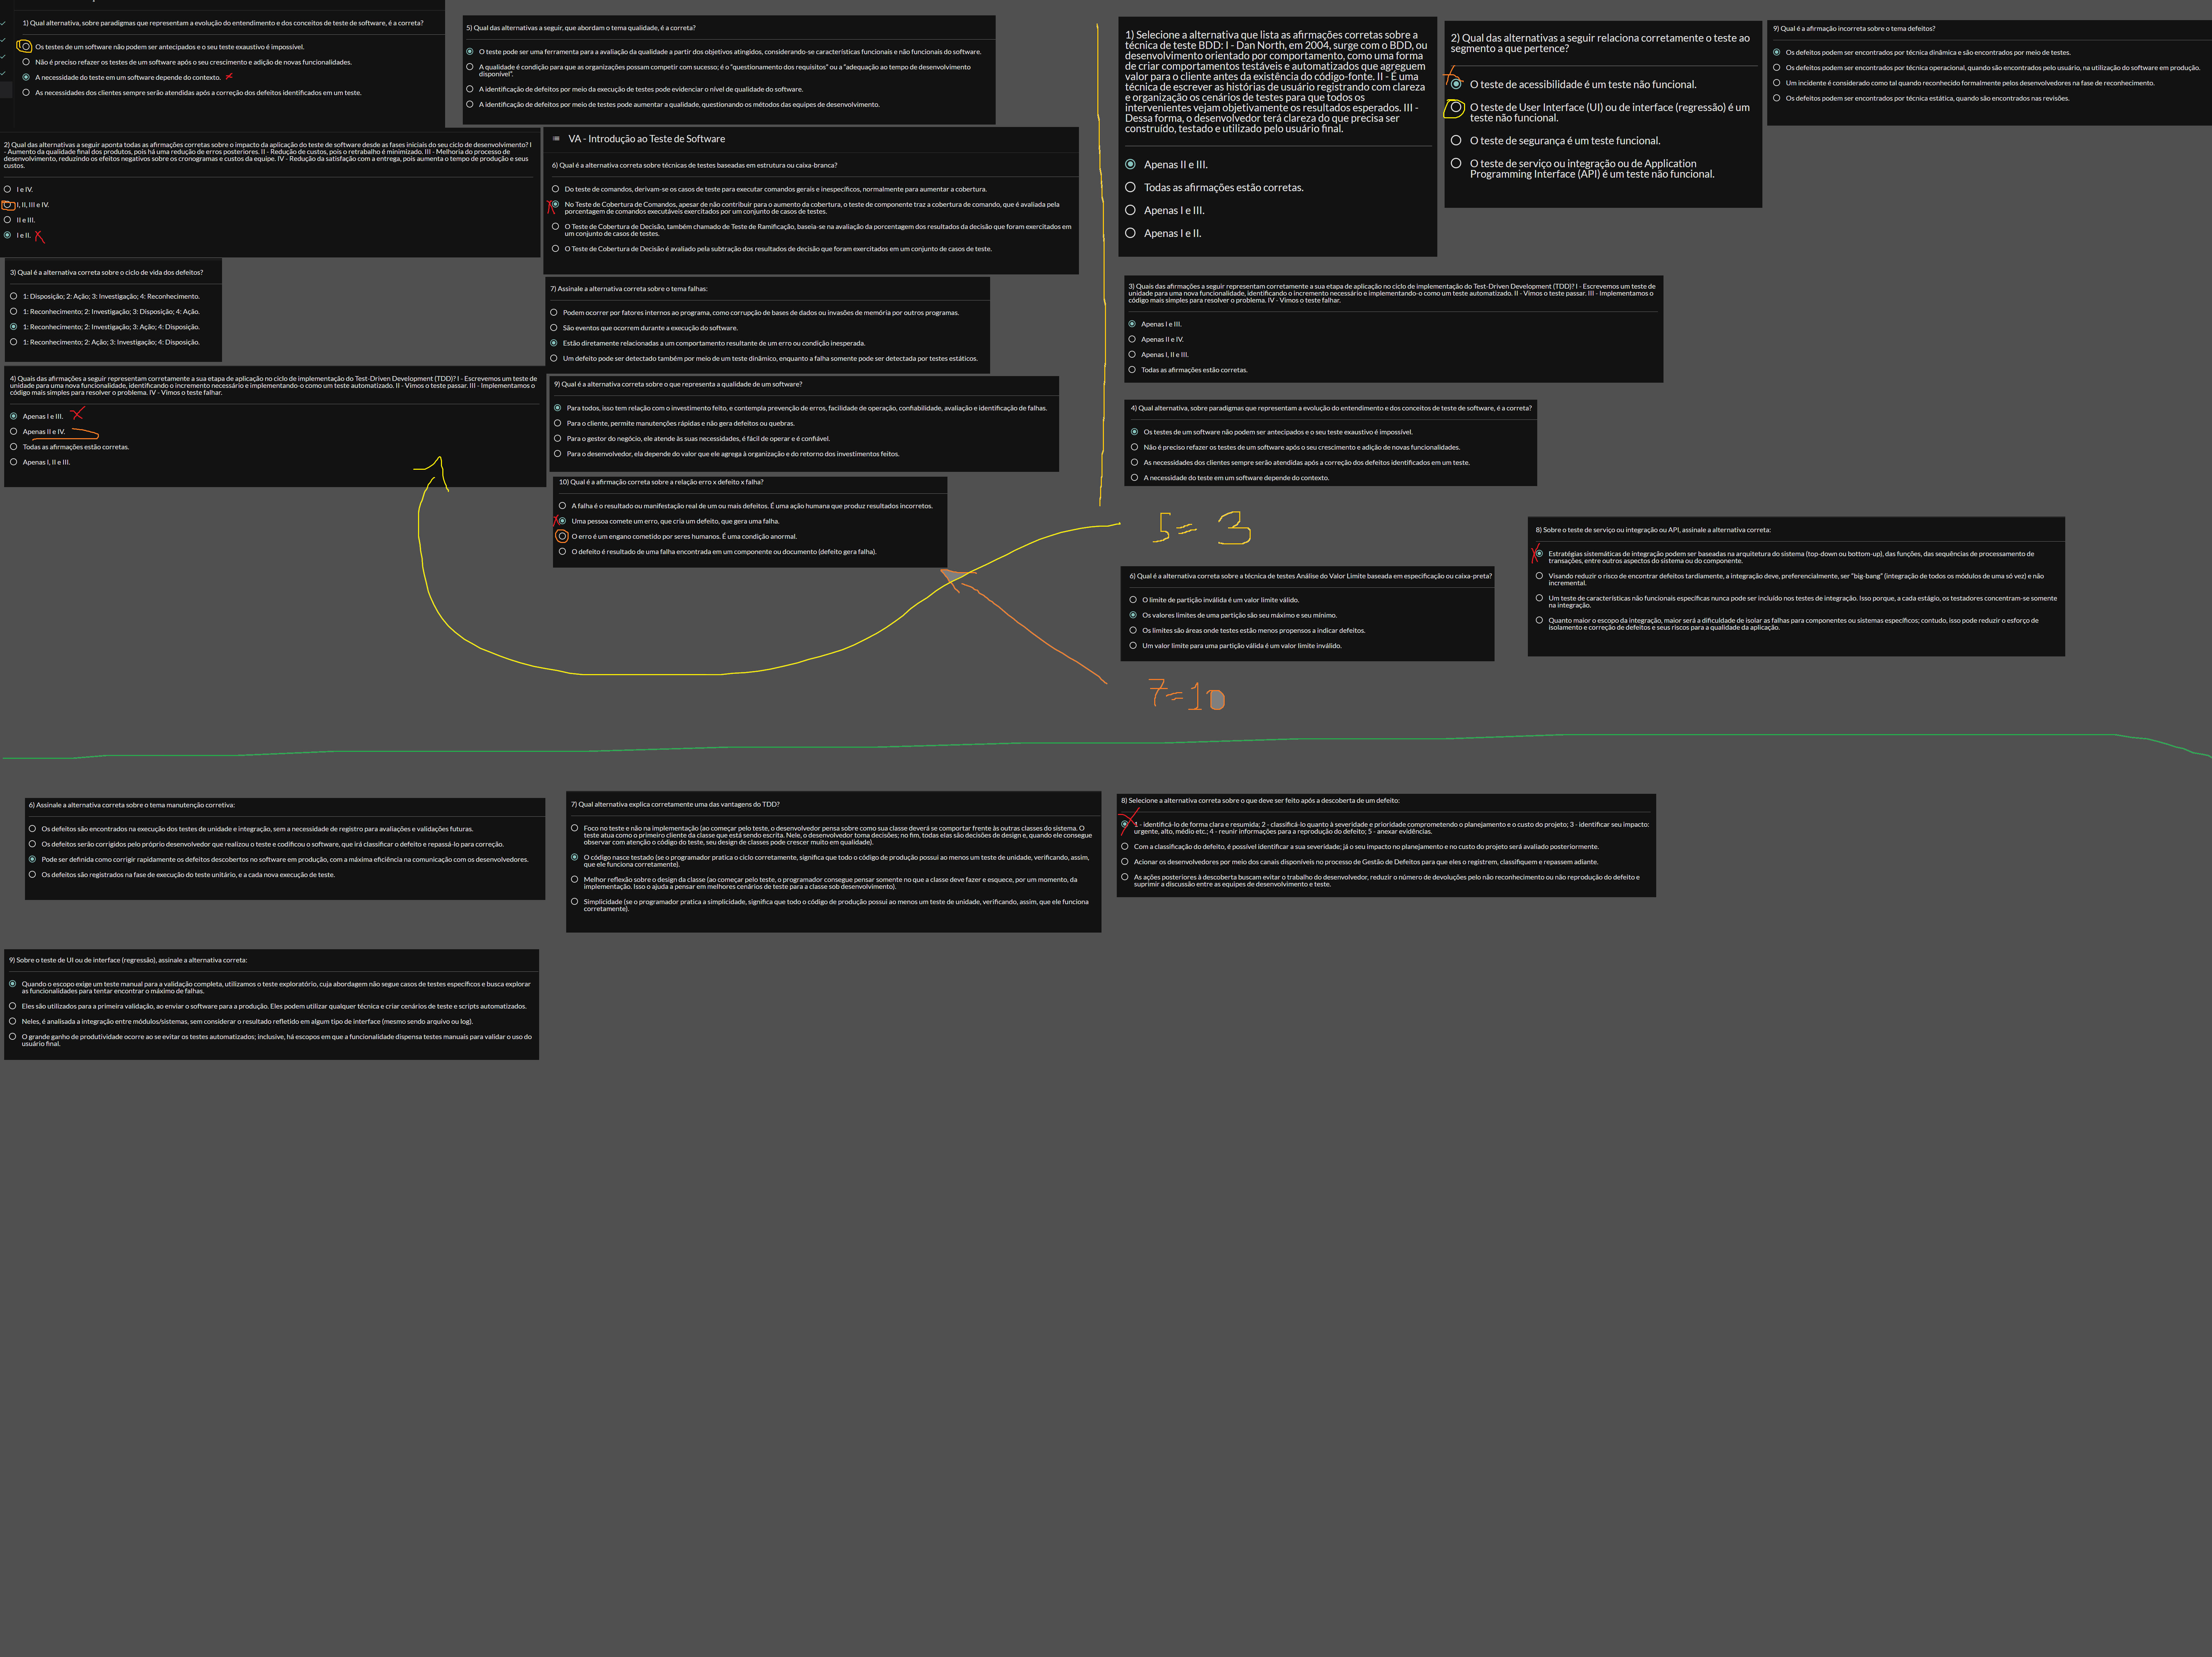 1) Qual alternativa, sobre paradigmas que representam a evolução do entendimento e dos conceitos de teste de software, é a correta?
Os testes de um software não podem ser antecipados e o seu teste exaustivo é impossível.
Não é preciso refazer os testes de um software após o seu crescimento e adição de novas funcionalidades.
A necessidade do teste em um software depende do contexto.
As necessidades dos clientes sempre serão atendidas após a correção dos defeitos identificados em um teste.
2) Qual das alternativas a seguir aponta todas as afirmações corretas sobre o impacto da aplicação do teste de software desde as fases iniciais do seu ciclo de desenvolvimento? I
- Aumento da qualidade final dos produtos, pois há uma redução de erros posteriores. II - Redução de custos, pois o retrabalho é minimizado. III - Melhoria do processo de
desenvolvimento, reduzindo os efeitos negativos sobre os cronogramas e custos da equipe. IV - Redução da satisfação com a entrega, pois aumenta o tempo de produção e seus
custos.
I e IV.
I, II, III e IV.
II e III.
I e II.
3) Qual é a alternativa correta sobre o ciclo de vida dos defeitos?
1: Disposição; 2: Ação; 3: Investigação; 4: Reconhecimento.
1: Reconhecimento; 2: Investigação; 3: Disposição; 4: Ação.
1: Reconhecimento; 2: Investigação; 3: Ação; 4: Disposição.
1: Reconhecimento; 2: Ação; 3: Investigação; 4: Disposição.
4) Quais das afirmações a seguir representam corretamente a sua etapa de aplicação no ciclo de implementação do Test-Driven Development (TDD)? I - Escrevemos um teste de
unidade para uma nova funcionalidade, identificando o incremento necessário e implementando-o como um teste automatizado. II - Vimos o teste passar. III - Implementamos o
código mais simples para resolver o problema. IV - Vimos o teste falhar.
Apenas I e III.
Apenas II e IV.
Todas as afirmações estão corretas.
Apenas I, II e III.
5) Qual das alternativas a seguir, que abordam o tema qualidade, é a correta?
O teste pode ser uma ferramenta para a avaliação da qualidade a partir dos objetivos atingidos, considerando-se características funcionais e não funcionais do software.
A qualidade é condição para que as organizações possam competir com sucesso; é o "questionamento dos requisitos" ou a "adequação ao tempo de desenvolvimento
disponível".
A identificação de defeitos por meio da execução de testes pode evidenciar o nível de qualidade do software.
A identificação de defeitos por meio de testes pode aumentar a qualidade, questionando os métodos das equipes de desenvolvimento.
VA - Introdução ao Teste de Software
6) Qual é a alternativa correta sobre técnicas de testes baseadas em estrutura ou caixa-branca?
Do teste de comandos, derivam-se os casos de teste para executar comandos gerais e inespecíficos, normalmente para aumentar a cobertura.
No Teste de Cobertura de Comandos, apesar de não contribuir para o aumento da cobertura, o teste de componente traz a cobertura de comando, que é avaliada pela
porcentagem de comandos executáveis exercitados por um conjunto de casos de testes.
O Teste de Cobertura de Decisão, também chamado de Teste de Ramificação, baseia-se na avaliação da porcentagem dos resultados da decisão que foram exercitados em
um conjunto de casos de testes.
O Teste de Cobertura de Decisão é avaliado pela subtração dos resultados de decisão que foram exercitados em um conjunto de casos de teste.
7) Assinale a alternativa correta sobre o tema falhas:
Podem ocorrer por fatores internos ao programa, como corrupção de bases de dados ou invasões de memória por outros programas.
São eventos que ocorrem durante a execução do software.
Estão diretamente relacionadas a um comportamento resultante de um erro ou condição inesperada.
Um defeito pode ser detectado também por meio de um teste dinâmico, enquanto a falha somente pode ser detectada por testes estáticos.
9) Qual é a alternativa correta sobre o que representa a qualidade de um software?
Para todos, isso tem relação com o investimento feito, e contempla prevenção de erros, facilidade de operação, confiabilidade, avaliação e identificação de falhas.
Para o cliente, permite manutenções rápidas e não gera defeitos ou quebras.
Para o gestor do negócio, ele atende às suas necessidades, é fácil de operar e é confiável.
Para o desenvolvedor, ela depende do valor que ele agrega à organização e do retorno dos investimentos feitos.
10) Qual é a afirmação correta sobre a relação erro x defeito x falha?
A falha é o resultado ou manifestação real de um ou mais defeitos. É uma ação humana que produz resultados incorretos.
Uma pessoa comete um erro, que cria um defeito, que gera uma falha.
O erro é um engano cometido por seres humanos. É uma condição anormal.
O defeito é resultado de uma falha encontrada em um componente ou documento (defeito gera falha).
1) Selecione a alternativa que lista as afirmações corretas sobre a
técnica de teste BDD: I - Dan North, em 2004, surge com o BDD, ou
desenvolvimento orientado por comportamento, como uma forma
de criar comportamentos testáveis e automatizados que agreguem
valor para o cliente antes da existência do código-fonte. II - É uma
técnica de escrever as histórias de usuário registrando com clareza
e organização os cenários de testes para que todos os
intervenientes vejam objetivamente os resultados esperados. III -
Dessa forma, o desenvolvedor terá clareza do que precisa ser
construído, testado e utilizado pelo usuário final.
Apenas II e III.
Todas as afirmações estão corretas.
Apenas I e III.
Apenas I e II.
2) Qual das alternativas a seguir relaciona corretamente o teste ao
segmento a que pertence?
O teste de acessibilidade é um teste não funcional.
O teste de User Interface (UI) ou de interface (regressão) é um
teste não funcional.
O teste de segurança é um teste funcional.
O teste de serviço ou integração ou de Application
Programming Interface (API) é um teste não funcional.
9) Qual é a afirmação incorreta sobre o tema defeitos?
Os defeitos podem ser encontrados por técnica dinâmica e são encontrados por meio de testes.
Os defeitos podem ser encontrados por técnica operacional, quando são encontrados pelo usuário, na utilização do software em produção.
Um incidente é considerado como tal quando reconhecido formalmente pelos desenvolvedores na fase de reconhecimento.
Os defeitos podem ser encontrados por técnica estática, quando são encontrados nas revisões.
3) Quais das afirmações a seguir representam corretamente a sua etapa de aplicação no ciclo de implementação do Test-Driven Development (TDD)? I - Escrevemos um teste de
unidade para uma nova funcionalidade, identificando o incremento necessário e implementando-o como um teste automatizado. II - Vimos o teste passar. III - Implementamos o
código mais simples para resolver o problema. IV - Vimos o teste falhar.
Apenas I e III.
Apenas II e IV.
Apenas I, II e III.
Todas as afirmações estão corretas.
4) Qual alternativa, sobre paradigmas que representam a evolução do entendimento e dos conceitos de teste de software, é a correta?
Os testes de um software não podem ser antecipados e o seu teste exaustivo é impossível.
Não é preciso refazer os testes de um software após o seu crescimento e adição de novas funcionalidades.
As necessidades dos clientes sempre serão atendidas após a correção dos defeitos identificados em um teste.
A necessidade do teste em um software depende do contexto.
5 = 3
6) Qual é a alternativa correta sobre a técnica de testes Análise do Valor Limite baseada em especificação ou caixa-preta?
O limite de partição inválida é um valor limite válido.
Os valores limites de uma partição são seu máximo e seu mínimo.
Os limites são áreas onde testes estão menos propensos a indicar defeitos.
Um valor limite para uma partição válida é um valor limite inválido.
8) Sobre o teste de serviço ou integração ou API, assinale a alternativa correta:
Estratégias sistemáticas de integração podem ser baseadas na arquitetura do sistema (top-down ou bottom-up), das funções, das sequências de processamento de
transações, entre outros aspectos do sistema ou do componente.
Visando reduzir o risco de encontrar defeitos tardiamente, a integração deve, preferencialmente, ser "big-bang" (integração de todos os módulos de uma só vez) e não
incremental.
Um teste de características não funcionais específicas nunca pode ser incluído nos testes de integração. Isso porque, a cada estágio, os testadores concentram-se somente
na integração.
Quanto maior o escopo da integração, maior será a dificuldade de isolar as falhas para componentes ou sistemas específicos; contudo, isso pode reduzir o esforço de
isolamento e correção de defeitos e seus riscos para a qualidade da aplicação.
7=10
6) Assinale a alternativa correta sobre o tema manutenção corretiva:
Os defeitos são encontrados na execução dos testes de unidade e integração, sem a necessidade de registro para avaliações e validações futuras.
Os defeitos serão corrigidos pelo próprio desenvolvedor que realizou o teste e codificou o software, que irá classificar o defeito e repassá-lo para correção.
Pode ser definida como corrigir rapidamente os defeitos descobertos no software em produção, com a máxima eficiência na comunicação com os desenvolvedores.
Os defeitos são registrados na fase de execução do teste unitário, e a cada nova execução de teste.
7) Qual alternativa explica corretamente uma das vantagens do TDD?
Foco no teste e não na implementação (ao começar pelo teste, o desenvolvedor pensa sobre como sua classe deverá se comportar frente às outras classes do sistema. O
teste atua como o primeiro cliente da classe que está sendo escrita. Nele, o desenvolvedor toma decisões; no fim, todas elas são decisões de design e, quando ele consegue
observar com atenção o código do teste, seu design de classes pode crescer muito em qualidade).
O código nasce testado (se o programador pratica o ciclo corretamente, significa que todo o código de produção possui ao menos um teste de unidade, verificando, assim,
que ele funciona corretamente).
Melhor reflexão sobre o design da classe (ao começar pelo teste, o programador consegue pensar somente no que a classe deve fazer e esquece, por um momento, da
implementação. Isso o ajuda a pensar em melhores cenários de teste para a classe sob desenvolvimento).
Simplicidade (se o programador pratica a simplicidade, significa que todo o código de produção possui ao menos um teste de unidade, verificando, assim, que ele funciona
corretamente).
8) Selecione a alternativa correta sobre o que deve ser feito após a descoberta de um defeito:
1 - identificá-lo de forma clara e resumida; 2 - classificá-lo quanto à severidade e prioridade comprometendo o planejamento e o custo do projeto; 3 - identificar seu impacto:
urgente, alto, médio etc.; 4 - reunir informações para a reprodução do defeito; 5 - anexar evidências.
Com a classificação do defeito, é possível identificar a sua severidade; já o seu impacto no planejamento e no custo do projeto será avaliado posteriormente.
Acionar os desenvolvedores por meio dos canais disponíveis no processo de Gestão de Defeitos para que eles o registrem, classifiquem e repassem adiante.
As ações posteriores à descoberta buscam evitar o trabalho do desenvolvedor, reduzir o número de devoluções pelo não reconhecimento ou não reprodução do defeito e
suprimir a discussão entre as equipes de desenvolvimento e teste.
9) Sobre o teste de UI ou de interface (regressão), assinale a alternativa correta:
Quando o escopo exige um teste manual para a validação completa, utilizamos o teste exploratório, cuja abordagem não segue casos de testes específicos e busca explorar
as funcionalidades para tentar encontrar o máximo de falhas.
Eles são utilizados para a primeira validação, ao enviar o software para a produção. Eles podem utilizar qualquer técnica e criar cenários de teste e scripts automatizados.
Neles, é analisada a integração entre módulos/sistemas, sem considerar o resultado refletido em algum tipo de interface (mesmo sendo arquivo ou log).
O grande ganho de produtividade ocorre ao se evitar os testes automatizados; inclusive, há escopos em que a funcionalidade dispensa testes manuais para validar o uso do
usuário final.